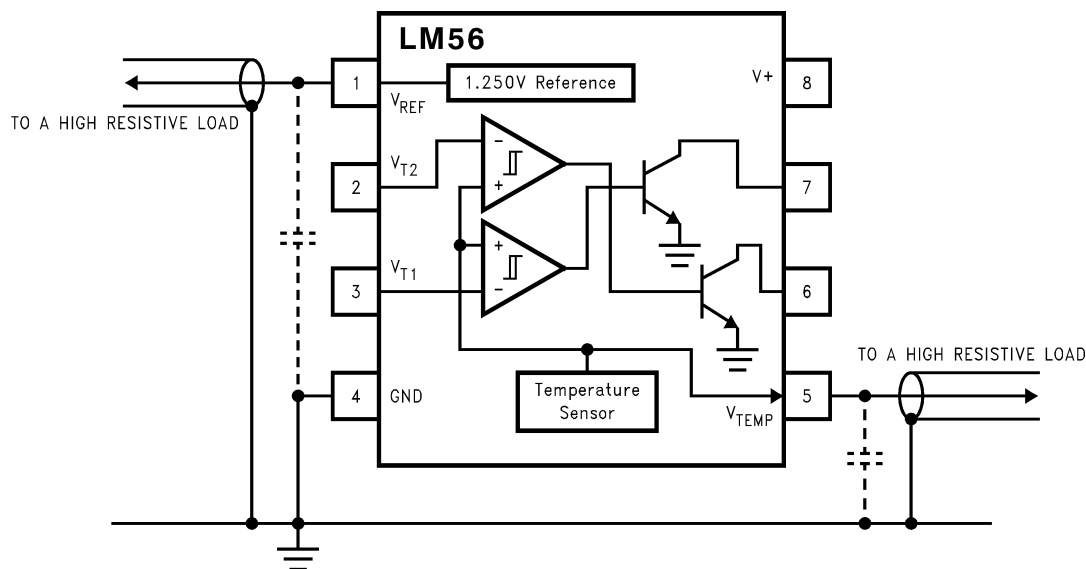 LM56
1
1.250V Reference
V+
8
VREF
TO A HIGH RESISTIVE LOAD
VT2
−
2
+
7
VT1
+
3
−
6
TO A HIGH RESISTIVE LOAD
4
GND
Temperature
Sensor
5
VTEMP